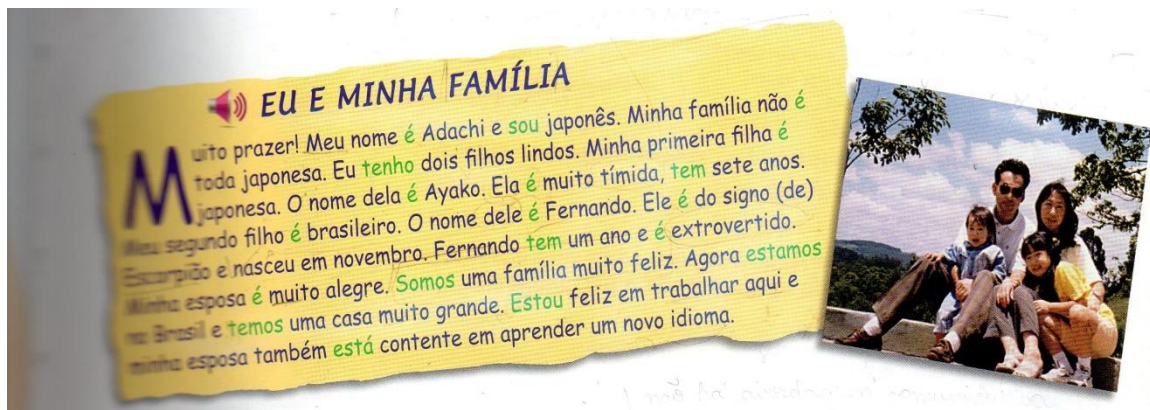 EU E MINHA FAMÍLIA
Muito prazer! Meu nome é Adachi e sou japonês. Minha família não é
toda japonesa. Eu tenho dois filhos lindos. Minha primeira filha é
japonesa. O nome dela é Ayako. Ela é muito tímida, tem sete anos.
Meu segundo filho é brasileiro. O nome dele é Fernando. Ele é do signo (de)
Escorpião e nasceu em novembro. Fernando tem um ano e é extrovertido.
Minha esposa é muito alegre. Somos uma família muito feliz. Agora estamos
no Brasil e temos uma casa muito grande. Estou feliz em trabalhar aqui e
minha esposa também está contente em aprender um novo idioma.